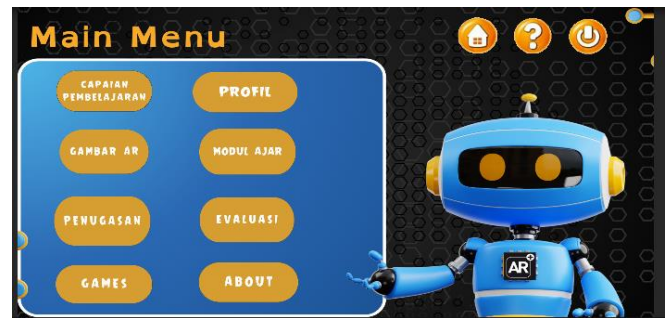 Main Menu
?
CAPAIAN
PEMBELAJARAN
PROFIL
GAMBAR AR
MODUL AJAR
PENUGASAN
EVALUASI
GAMES
ABOUT
AR+